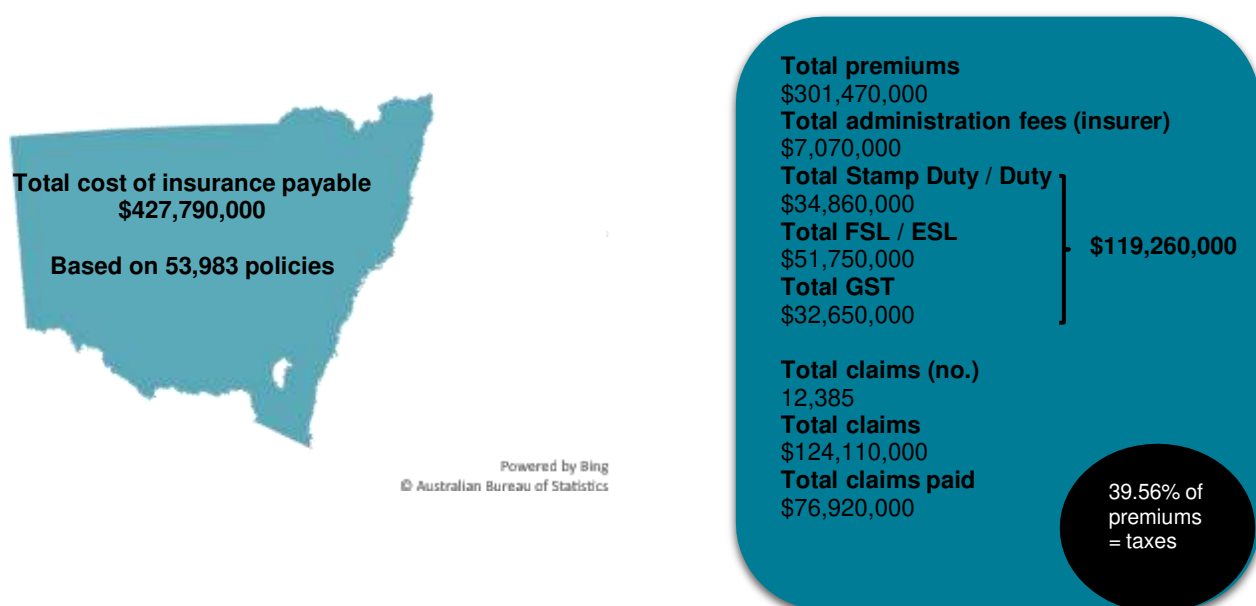 Total cost of insurance payable
$427,790,000
Based on 53,983 policies
Powered by Bing
© Australian Bureau of Statistics
Total premiums
$301,470,000
Total administration fees (insurer)
$7,070,000
Total Stamp Duty / Duty
$34,860,000
Total FSL / ESL
$51,750,000
Total GST
$32,650,000
$119,260,000
Total claims (no.)
12,385
Total claims
$124,110,000
Total claims paid
$76,920,000
39.56% of
premiums
= taxes